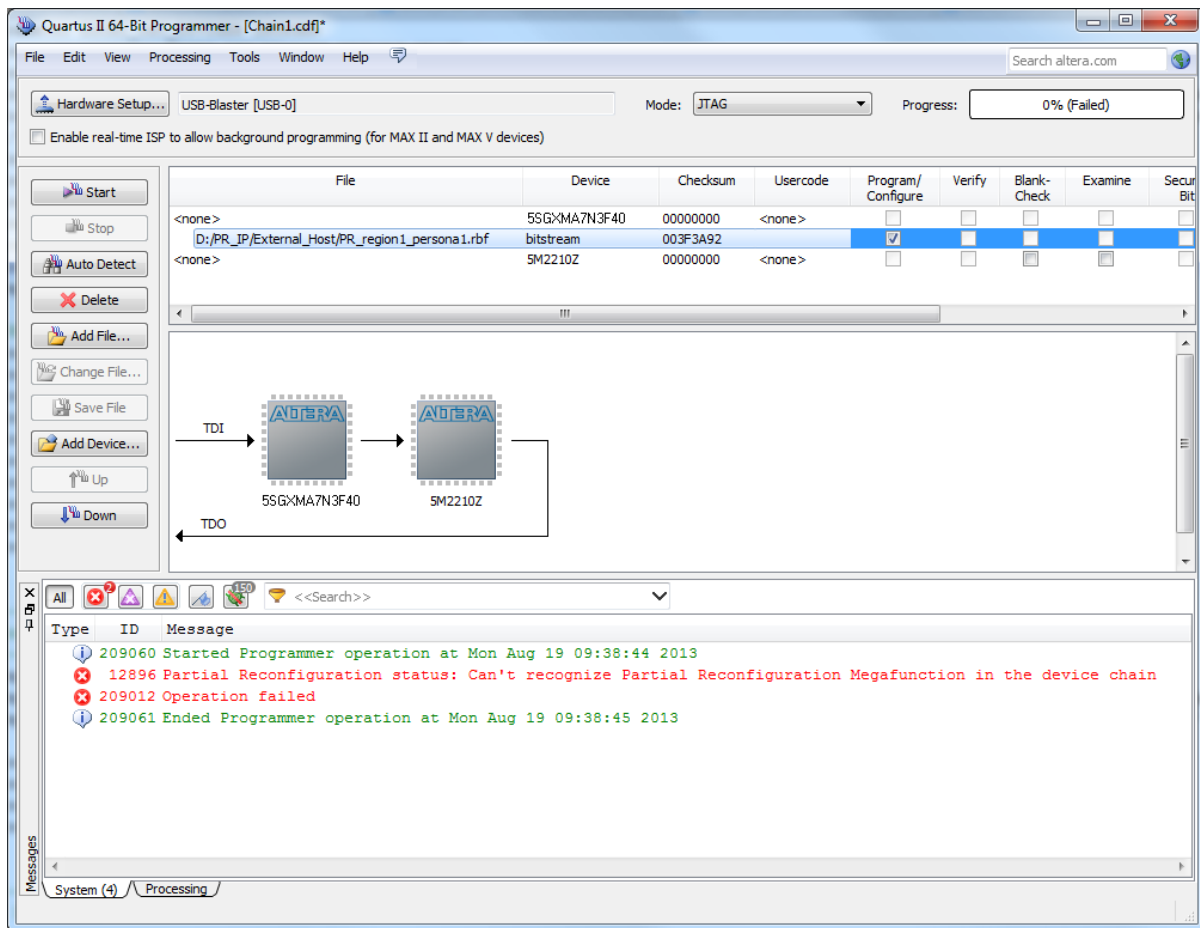 Quartus II 64-Bit Programmer - [Chain1.cdf]*
File Edit View Processing Tools Window Help
Search altera.com
Hardware Setup... USB-Blaster [USB-0] Mode: JTAG Progress: 0% (Failed)
Enable real-time ISP to allow background programming (for MAX II and MAX V devices)
Start
Stop
Auto Detect
Delete
Add File...
Change File...
Save File
Add Device...
Up
Down
File Device Checksum Usercode Program/ Configure Verify Blank- Check Examine Secur Bit
<none> 5SGXMA7N3F40 00000000 <none>
D:/PR_IP/External_Host/PR_region1_persona1.rbf bitstream 003F3A92
<none> 5M2210Z 00000000 <none>
TDI
ALTERA
ALTERA
5SGXMA7N3F40
5M2210Z
TDO
All 2 150 <<Search>>
Type ID Message
209060 Started Programmer operation at Mon Aug 19 09:38:44 2013
12896 Partial Reconfiguration status: Can't recognize Partial Reconfiguration Megafunction in the device chain
209012 Operation failed
209061 Ended Programmer operation at Mon Aug 19 09:38:45 2013
Messages
System (4) Processing